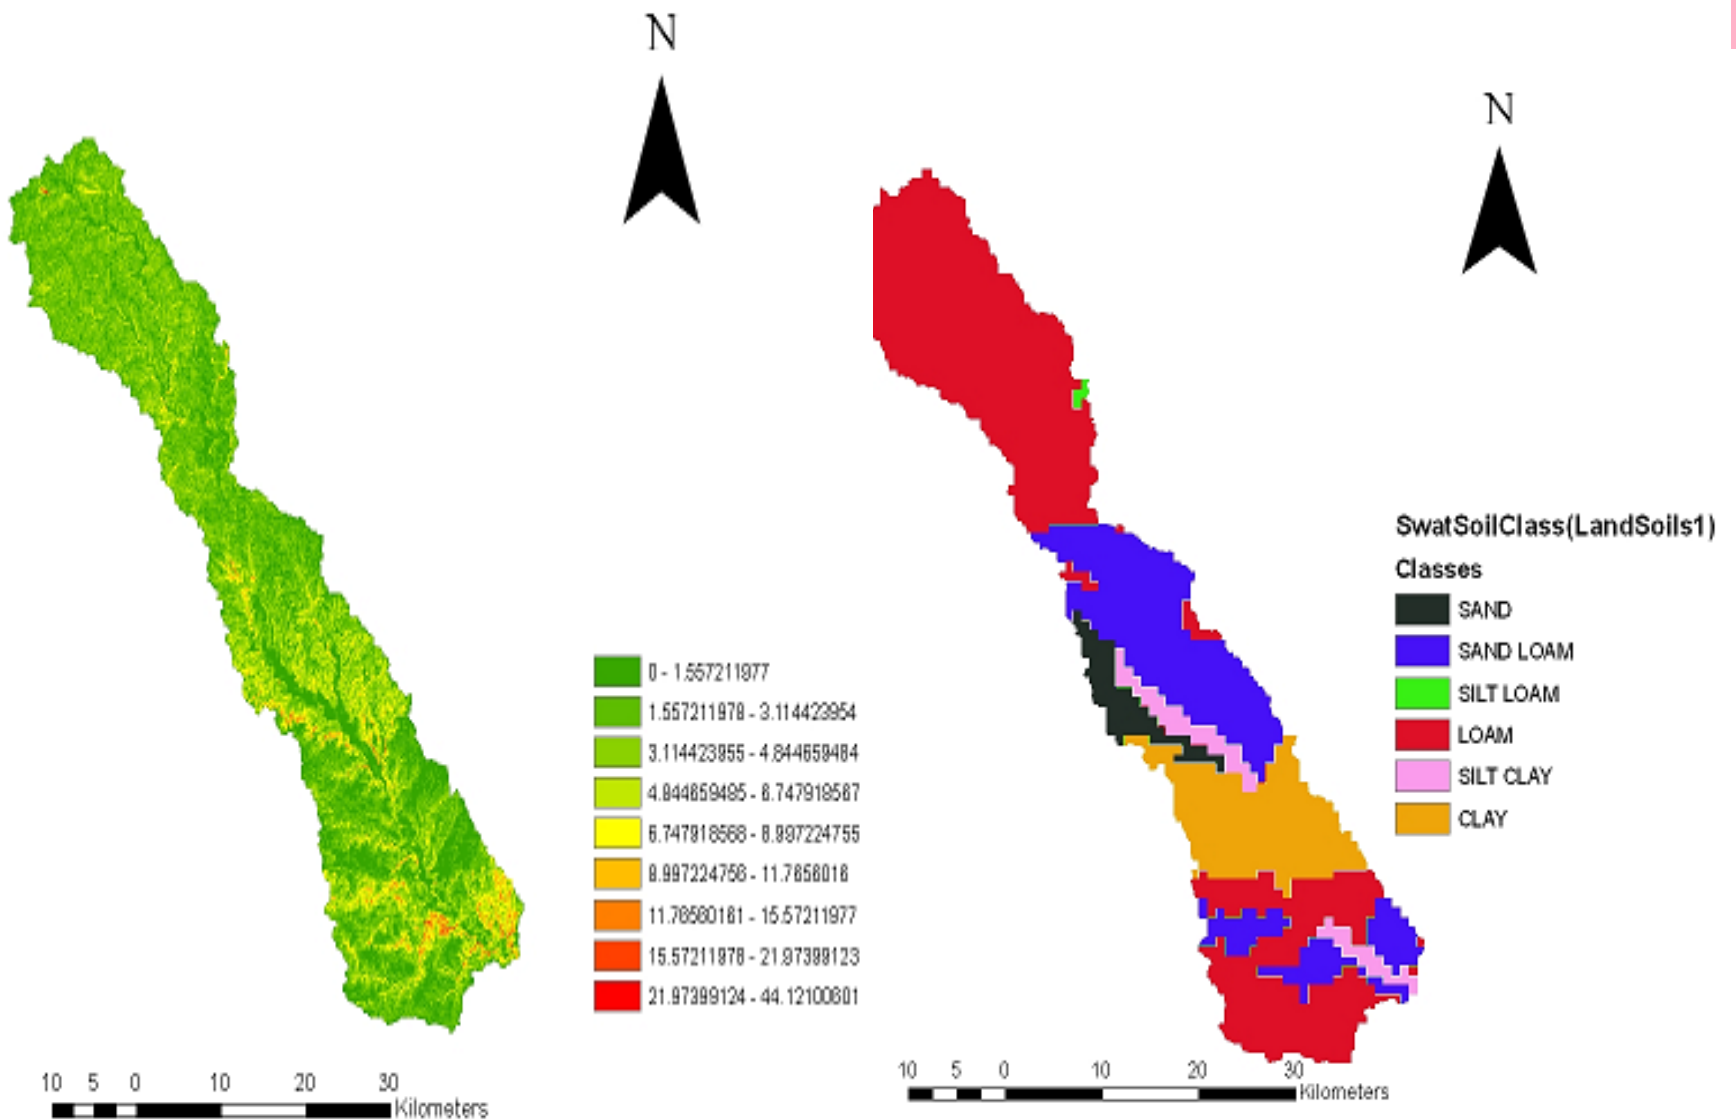 N
0 - 1.557211977
1.557211978 - 3.114423954
3.114423955 - 4.844659484
4.844659485 - 6.747918567
6.747918568 - 8.997224755
8.997224756 - 11.7656016
11.76560161 - 15.57211977
15.57211978 - 21.97399123
21.97399124 - 44.12100601
10 5 0 10 20 30
Kilometers
N
SwatSoilClass(LandSoils1)
Classes
SAND
SAND LOAM
SILT LOAM
LOAM
SILT CLAY
CLAY
10 5 0 10 20 30
Kilometers